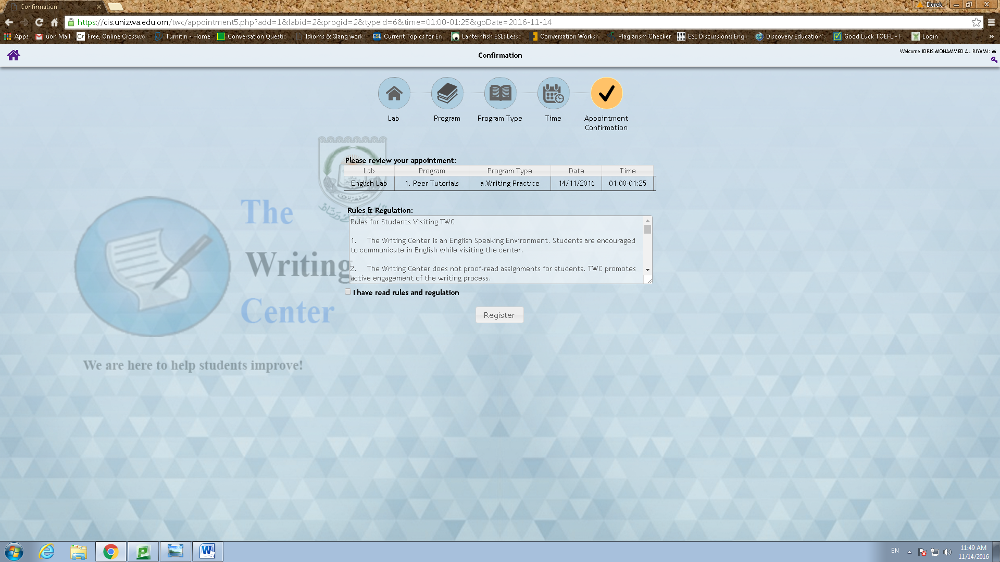 Confirmation
Derek
https://cis.unizwa.edu.om/twc/appointment5.php?add=1&labid=2&progid=2&typeid=6&time=01:00-01:25&goDate=2016-11-14
Apps uon Mail Free, Online Crosswo Turnitin - Home Conversation Questio Idioms & Slang work ESL Current Topics for En Lanternfish ESL: Lesso Conversation Worksh Plagiarism Checker ESL Discussions: Engli Discovery Education' Good Luck TOEFL - F Login »
Confirmation
Welcome IDRIS MOHAMMED AL RIYAMI: M
Lab Program Program Type Time Appointment
Confirmation
Please review your appointment:
Lab Program Program Type Date Time
English Lab 1. Peer Tutorials a.Writing Practice 14/11/2016 01:00-01:25
Rules & Regulation:
Rules for Students Visiting TWC
1. The Writing Center is an English Speaking Environment. Students are encouraged
to communicate in English while visiting the center.
2. The Writing Center does not proof-read assignments for students. TWC promotes
active engagement of the writing process.
I have read rules and regulation
Register
The
Writing
Center
We are here to help students improve!
EN
11:49 AM
11/14/2016